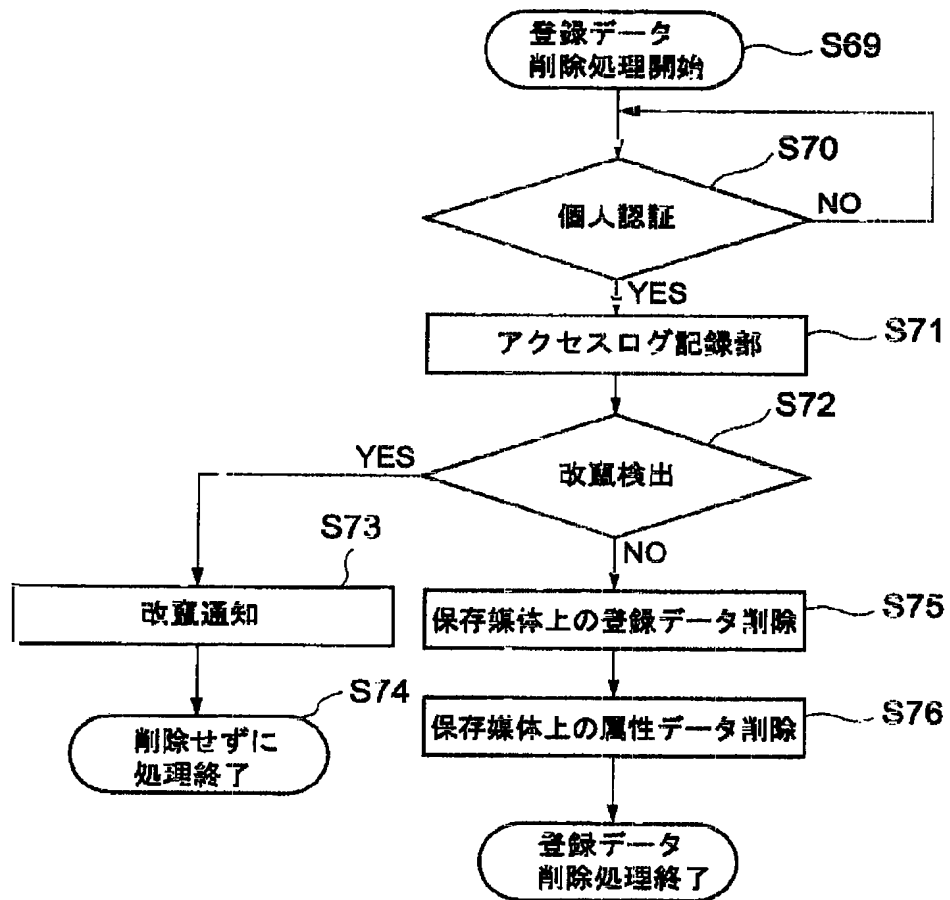 登録データ
削除処理開始
S69
S70
個人認証
NO
YES
アクセスログ記録部
S71
S72
YES
改竄検出
NO
S73
改竄通知
保存媒体上の登録データ削除
S75
S74
削除せずに
処理終了
保存媒体上の属性データ削除
S76
登録データ
削除処理終了